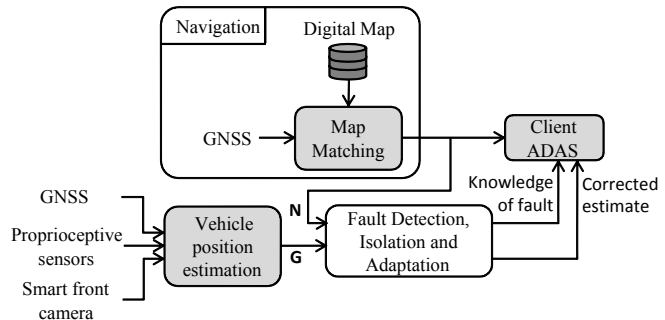 Digital Map
Navigation
GNSS
Map
Matching
Client
ADAS
Knowledge
of fault
Corrected
estimate
GNSS
Proprioceptive
sensors
Smart front
camera
Vehicle
position
estimation
N
G
Fault Detection,
Isolation and
Adaptation